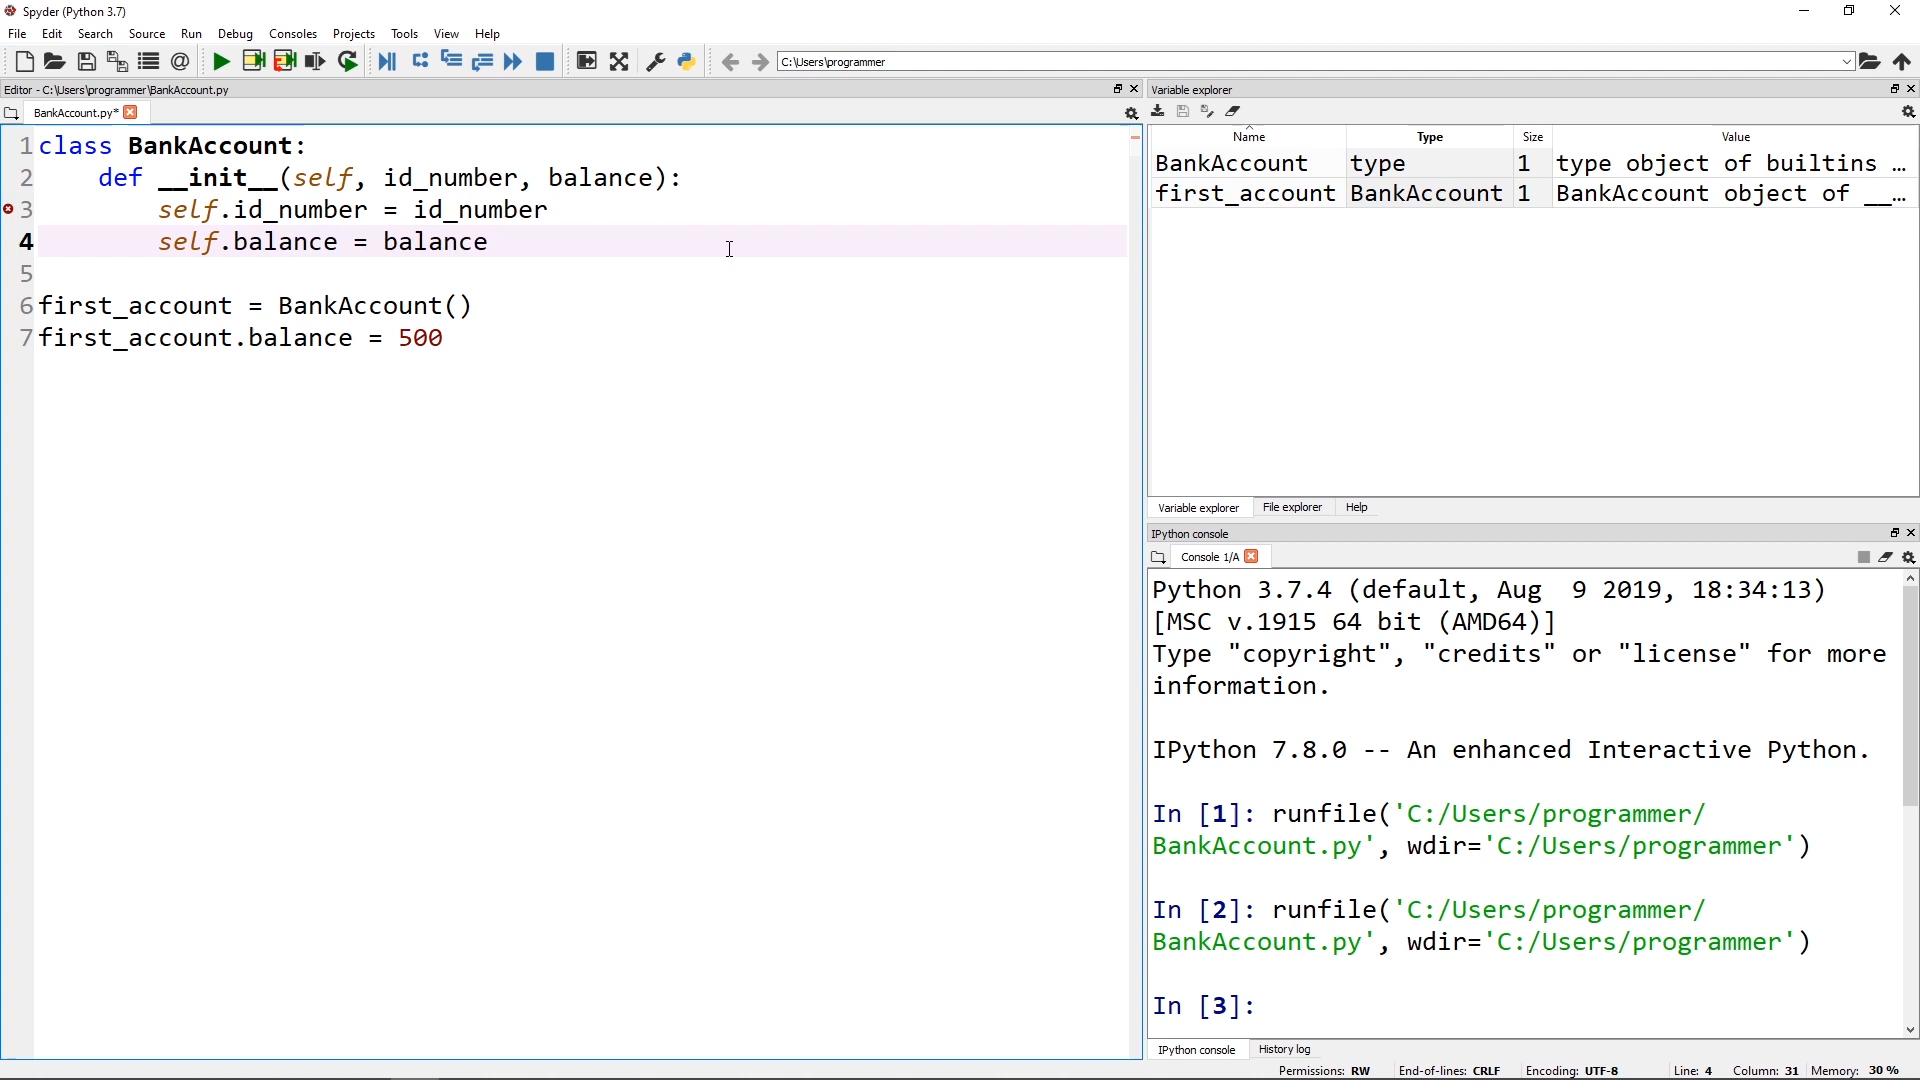 Spyder (Python 3.7)
File Edit Search Source Run Debug Consoles Projects Tools View Help
C:\Users\programmer
Editor - C:\Users\programmer\BankAccount.py
BankAccount.py*
1 class BankAccount:
2     def __init__(self, id_number, balance):
3         self.id_number = id_number
4         self.balance = balance
5
6 first_account = BankAccount()
7 first_account.balance = 500
Variable explorer
Name Type Size Value
BankAccount type 1 type object of builtins ...
first_account BankAccount 1 BankAccount object of __...
Variable explorer File explorer Help
IPython console
Console 1/A
Python 3.7.4 (default, Aug  9 2019, 18:34:13)
[MSC v.1915 64 bit (AMD64)]
Type "copyright", "credits" or "license" for more
information.
IPython 7.8.0 -- An enhanced Interactive Python.
In [1]: runfile('C:/Users/programmer/
BankAccount.py', wdir='C:/Users/programmer')
In [2]: runfile('C:/Users/programmer/
BankAccount.py', wdir='C:/Users/programmer')
In [3]:
IPython console History log
Permissions: RW End-of-lines: CRLF Encoding: UTF-8 Line: 4 Column: 31 Memory: 30 %